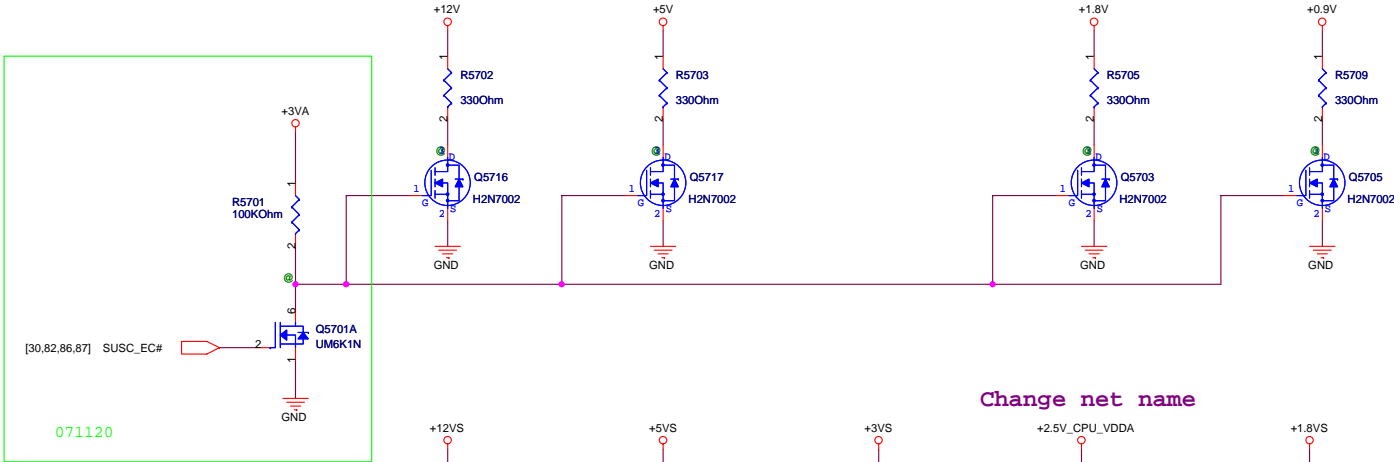 +12V
+5V
+1.8V
+0.9V
1
R5702
330Ohm
2
1
R5703
330Ohm
2
1
R5705
330Ohm
2
1
R5709
330Ohm
2
+3VA
1
R5701
100KOhm
2
@
@
D
1
G
S
2
Q5716
H2N7002
GND
@
D
1
G
S
2
Q5717
H2N7002
GND
@
D
1
G
S
2
Q5703
H2N7002
GND
@
D
1
G
S
2
Q5705
H2N7002
GND
6
Q5701A
UM6K1N
[30,82,86,87] SUSC_EC#
2
1
GND
071120
Change net name
+12VS
+5VS
+3VS
+2.5V_CPU_VDDA
+1.8VS